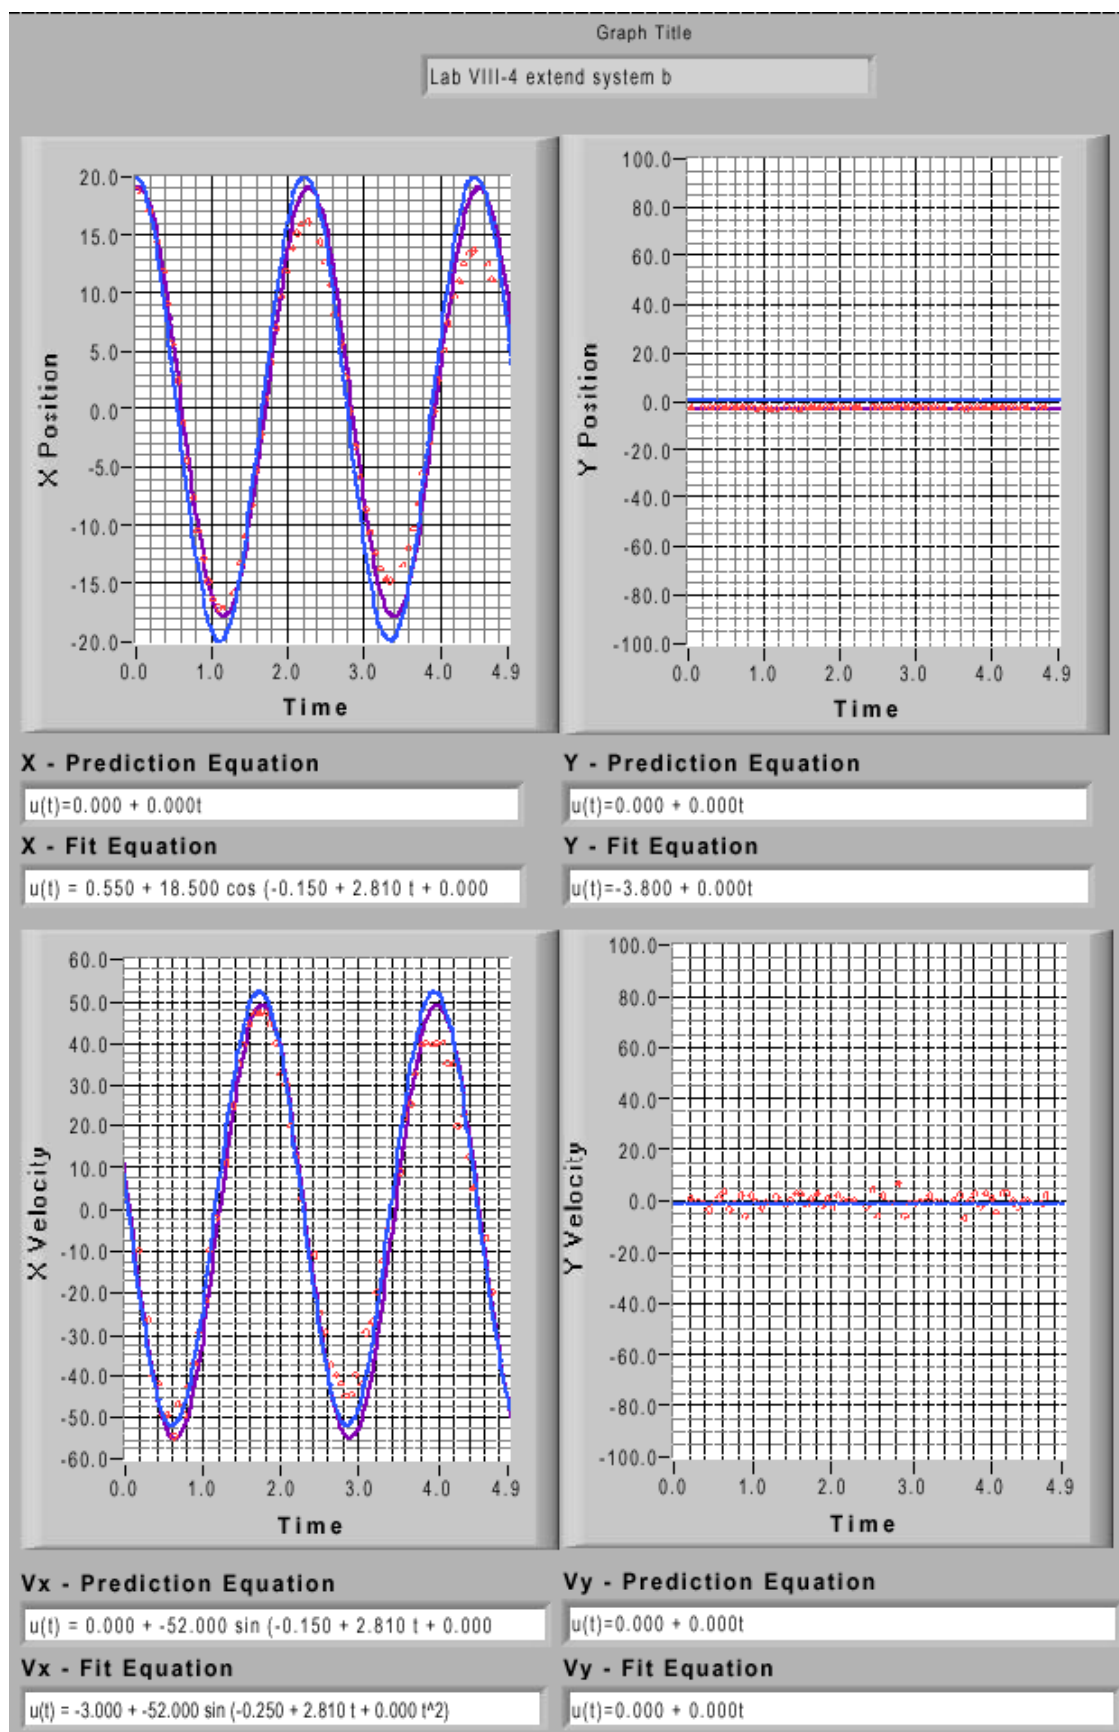 Graph Title
Lab VIII-4 extend system b
20.0
15.0
10.0
5.0
0.0
-5.0
-10.0
-15.0
-20.0
X Position
0.0 1.0 2.0 3.0 4.0 4.9
Time
100.0
80.0
60.0
40.0
20.0
0.0
-20.0
-40.0
-60.0
-80.0
-100.0
Y Position
0.0 1.0 2.0 3.0 4.0 4.9
Time
X - Prediction Equation
u(t)=0.000 + 0.000t
Y - Prediction Equation
u(t)=0.000 + 0.000t
X - Fit Equation
u(t) = 0.550 + 18.500 cos (-0.150 + 2.810 t + 0.000
Y - Fit Equation
u(t)=-3.800 + 0.000t
60.0
50.0
40.0
30.0
20.0
10.0
0.0
-10.0
-20.0
-30.0
-40.0
-50.0
-60.0
X Velocity
0.0 1.0 2.0 3.0 4.0 4.9
Time
100.0
80.0
60.0
40.0
20.0
0.0
-20.0
-40.0
-60.0
-80.0
-100.0
Y Velocity
0.0 1.0 2.0 3.0 4.0 4.9
Time
Vx - Prediction Equation
u(t) = 0.000 + -52.000 sin (-0.150 + 2.810 t + 0.000
Vy - Prediction Equation
u(t)=0.000 + 0.000t
Vx - Fit Equation
u(t) = -3.000 + -52.000 sin (-0.250 + 2.810 t + 0.000 t^2)
Vy - Fit Equation
u(t)=0.000 + 0.000t